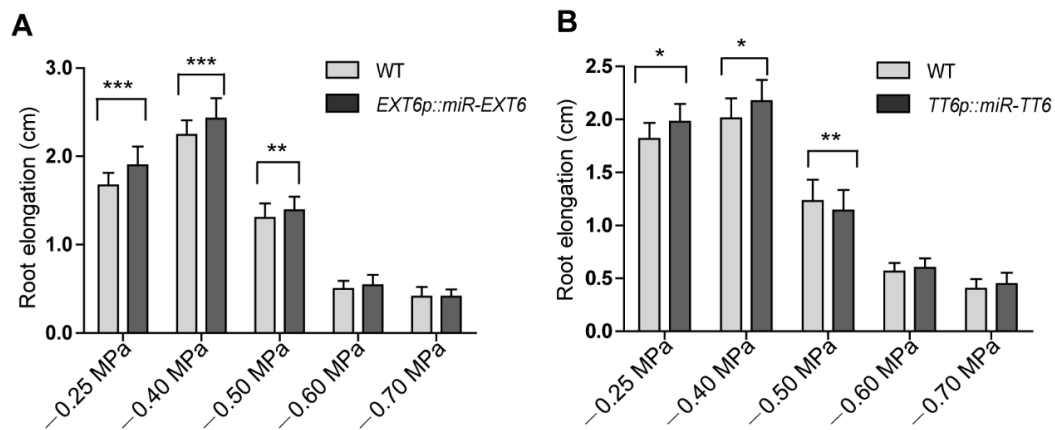 A
Root elongation (cm)
3.0
2.0
1.0
0.0
***
***
**
WT
EXT6p::miR-EXT6
—0.25 MPa
—0.40 MPa
—0.50 MPa
—0.60 MPa
—0.70 MPa
B
Root elongation (cm)
2.5
2.0
1.5
1.0
0.5
0.0
*
*
**
WT
TT6p::miR-TT6
—0.25 MPa
—0.40 MPa
—0.50 MPa
—0.60 MPa
—0.70 MPa